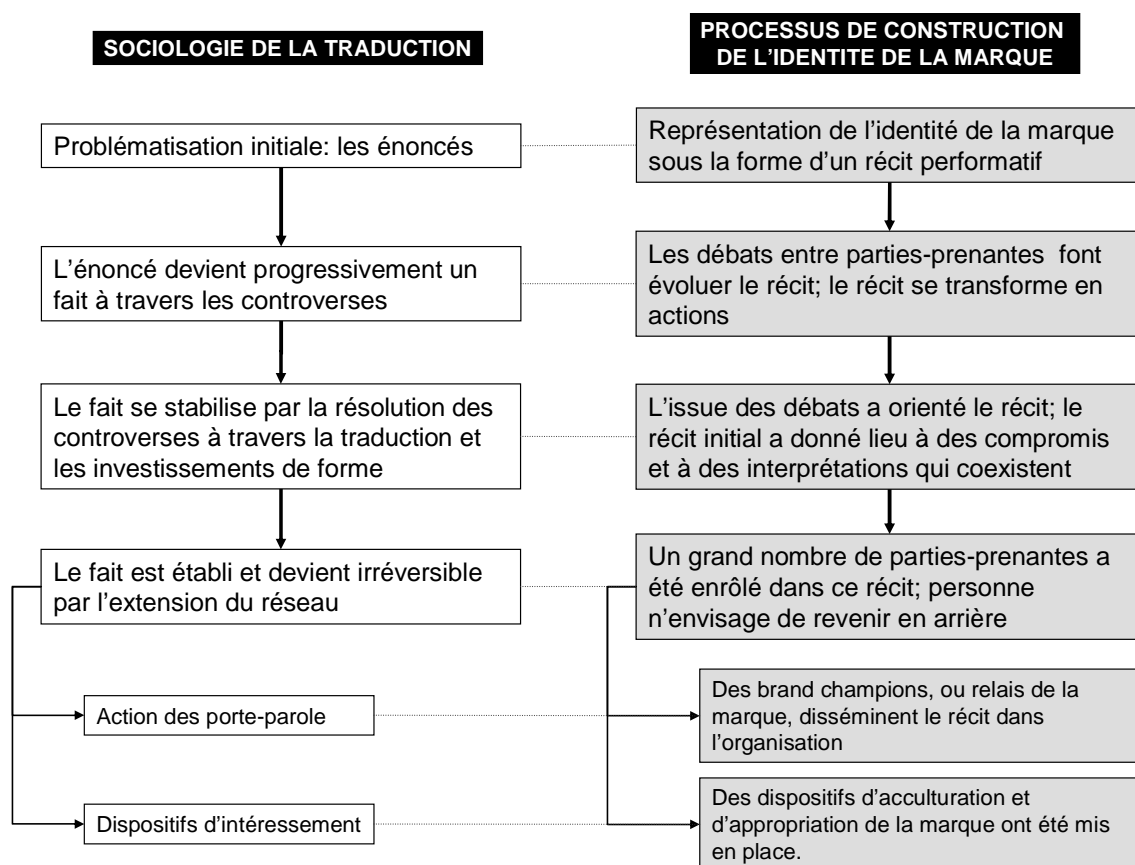 SOCIOLOGIE DE LA TRADUCTION
PROCESSUS DE CONSTRUCTION
DE L’IDENTITE DE LA MARQUE
Problématisation initiale: les énoncés
Représentation de l’identité de la marque
sous la forme d’un récit performatif
L’énoncé devient progressivement un
fait à travers les controverses
Les débats entre parties-prenantes font
évoluer le récit; le récit se transforme en
actions
Le fait se stabilise par la résolution des
controverses à travers la traduction et
les investissements de forme
L’issue des débats a orienté le récit; le
récit initial a donné lieu à des compromis
et à des interprétations qui coexistent
Le fait est établi et devient irréversible
par l’extension du réseau
Un grand nombre de parties-prenantes a
été enrôlé dans ce récit; personne
n’envisage de revenir en arrière
Action des porte-parole
Des brand champions, ou relais de la
marque, disséminent le récit dans
l’organisation
Dispositifs d’intéressement
Des dispositifs d’acculturation et
d’appropriation de la marque ont été mis
en place.